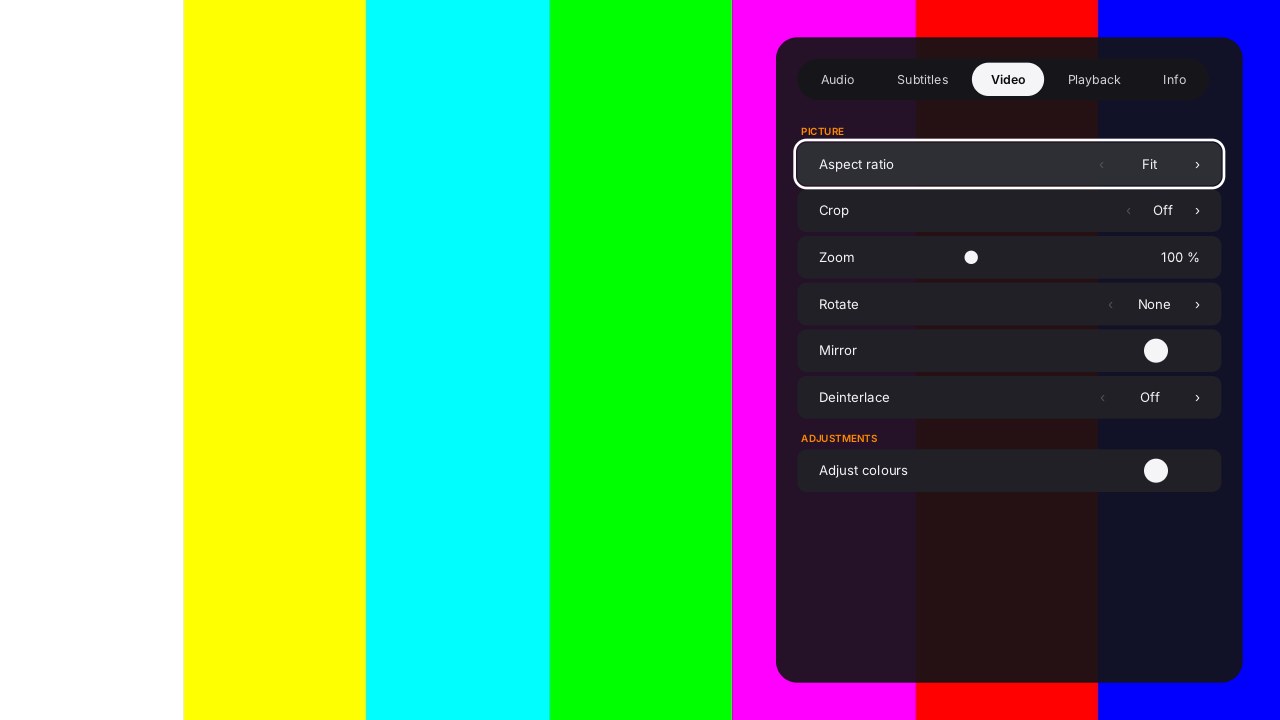 Audio Subtitles Video Playback Info
PICTURE
Aspect ratio ‹ Fit ›
Crop ‹ Off ›
Zoom 100 %
Rotate ‹ None ›
Mirror
Deinterlace ‹ Off ›
ADJUSTMENTS
Adjust colours